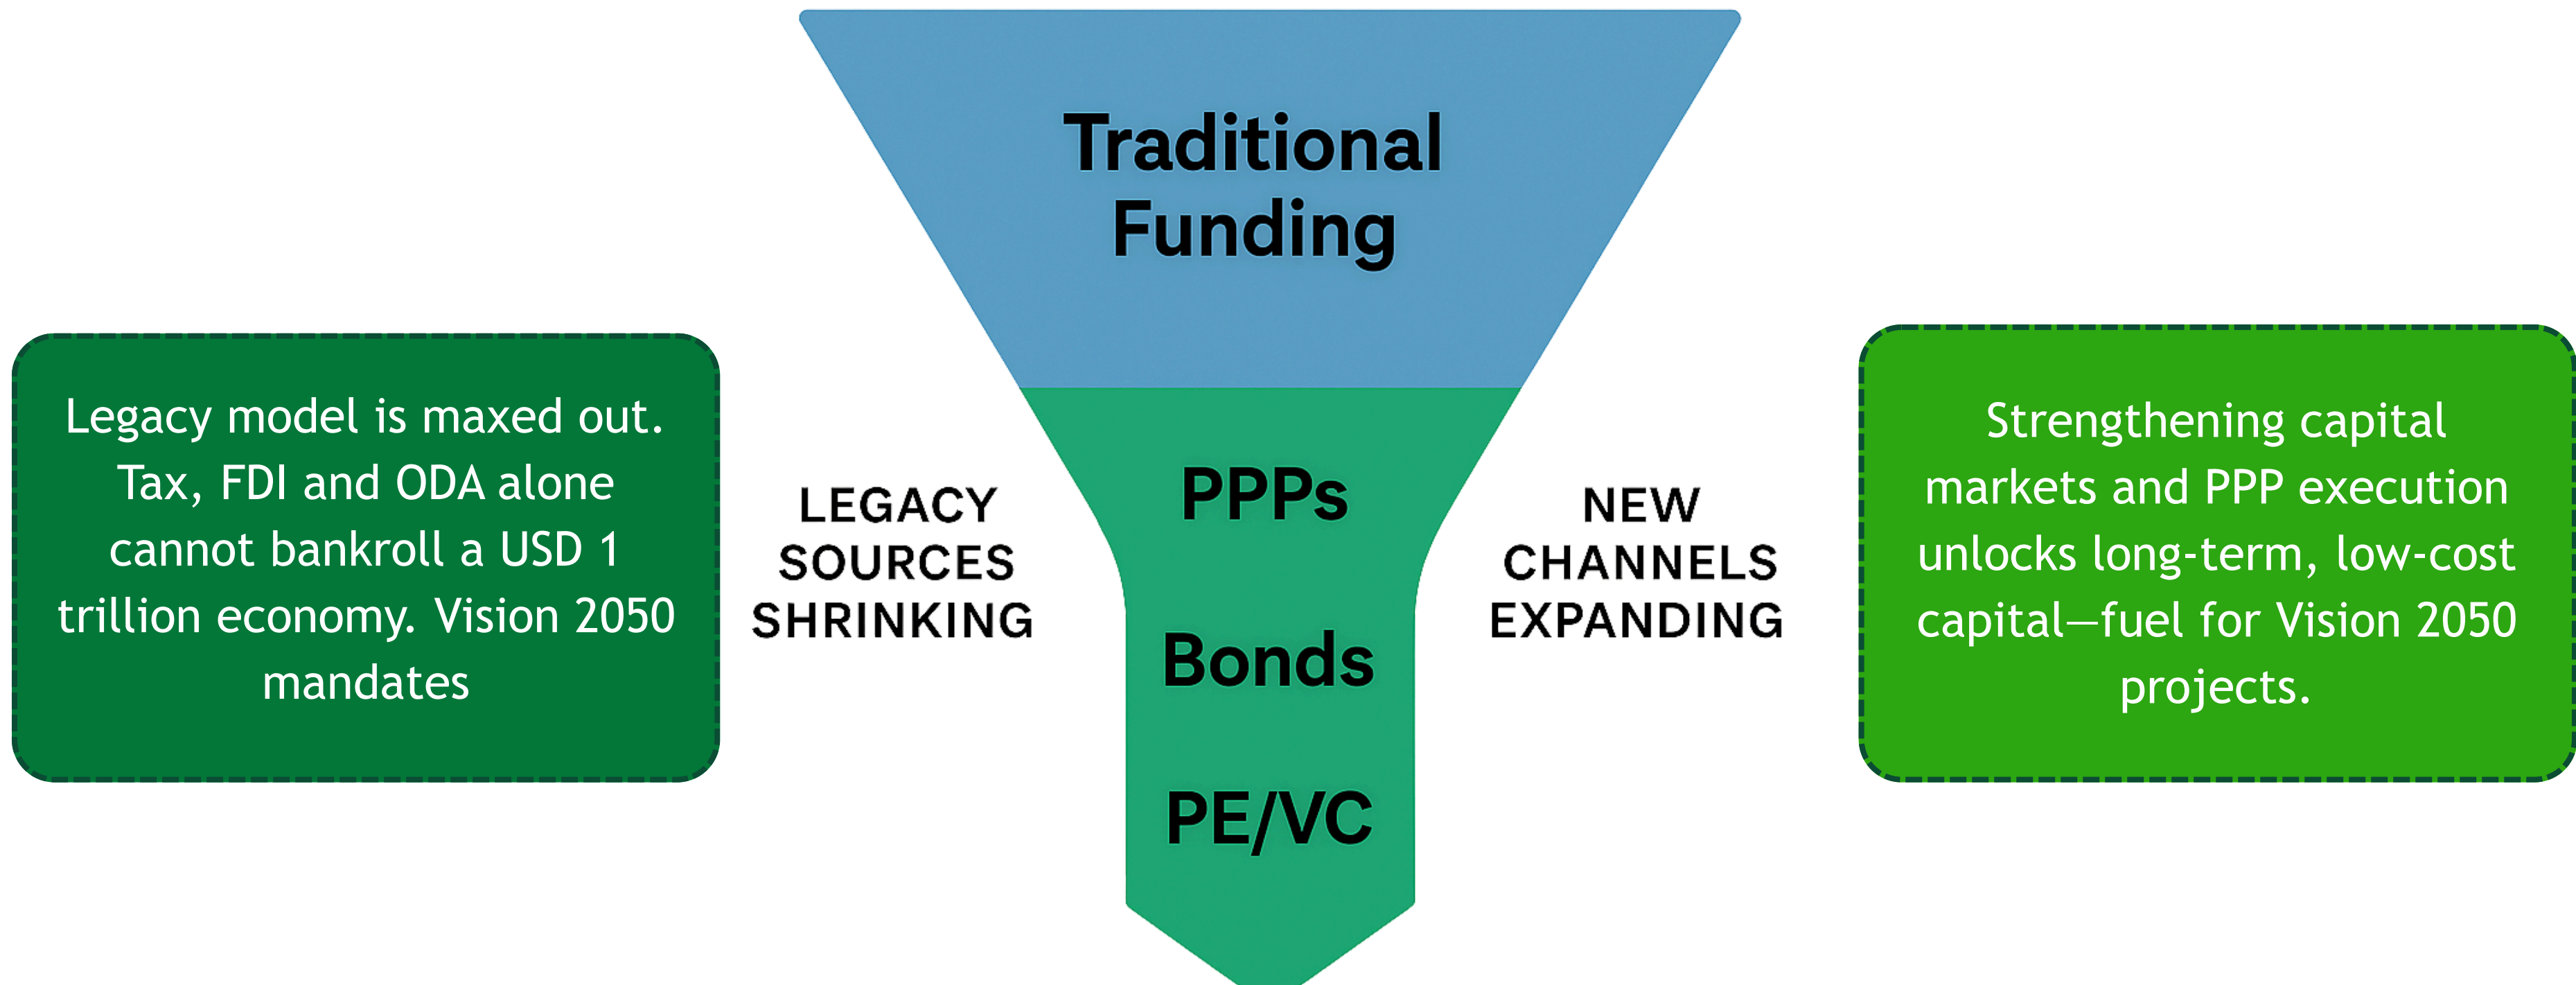 Traditional
Funding
Legacy model is maxed out.
Tax, FDI and ODA alone
cannot bankroll a USD 1
trillion economy. Vision 2050
mandates
LEGACY
SOURCES
SHRINKING
PPPs
Bonds
PE/VC
NEW
CHANNELS
EXPANDING
Strengthening capital
markets and PPP execution
unlocks long-term, low-cost
capital—fuel for Vision 2050
projects.